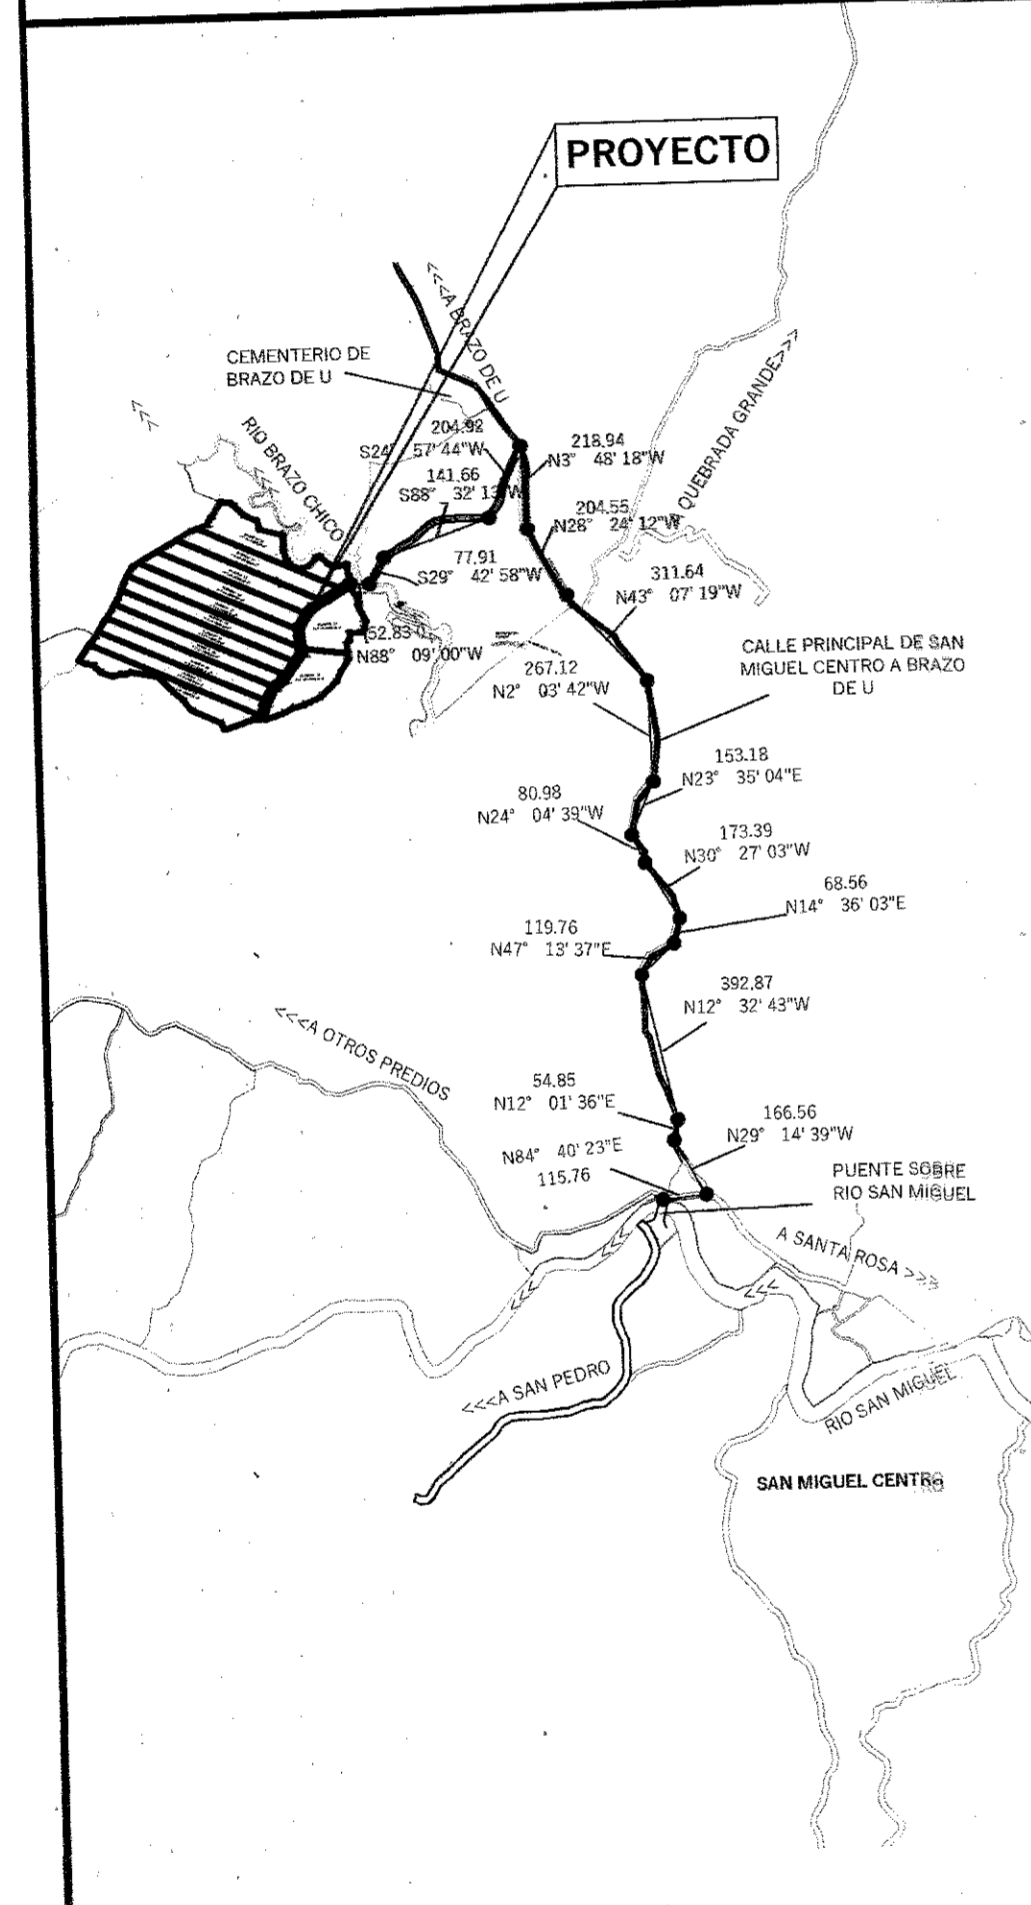 PROYECTO
<<<A BRAZO DE U
CEMENTERIO DE
BRAZO DE U
<<<
RIO BRAZO CHICO
204.92
S24° 57' 44"W
141.66
S88° 32' 13"W
218.94
N3° 48' 18"W
A QUEBRADA GRANDE>>>
204.55
N28° 24' 12"W
77.91
S29° 42' 58"W
311.64
N43° 07' 19"W
52.83
N88° 09' 00"W
267.12
N2° 03' 42"W
CALLE PRINCIPAL DE SAN
MIGUEL CENTRO A BRAZO
DE U
153.18
N23° 35' 04"E
80.98
N24° 04' 39"W
173.39
N30° 27' 03"W
68.56
N14° 36' 03"E
119.76
N47° 13' 37"E
392.87
N12° 32' 43"W
<<<A OTROS PREDIOS
54.85
N12° 01' 36"E
166.56
N29° 14' 39"W
N84° 40' 23"E
115.76
PUENTE SOBRE
RIO SAN MIGUEL
A SANTA ROSA >>>
<<<
<<<
<<<
<<<A SAN PEDRO
RIO SAN MIGUEL
SAN MIGUEL CENTRO